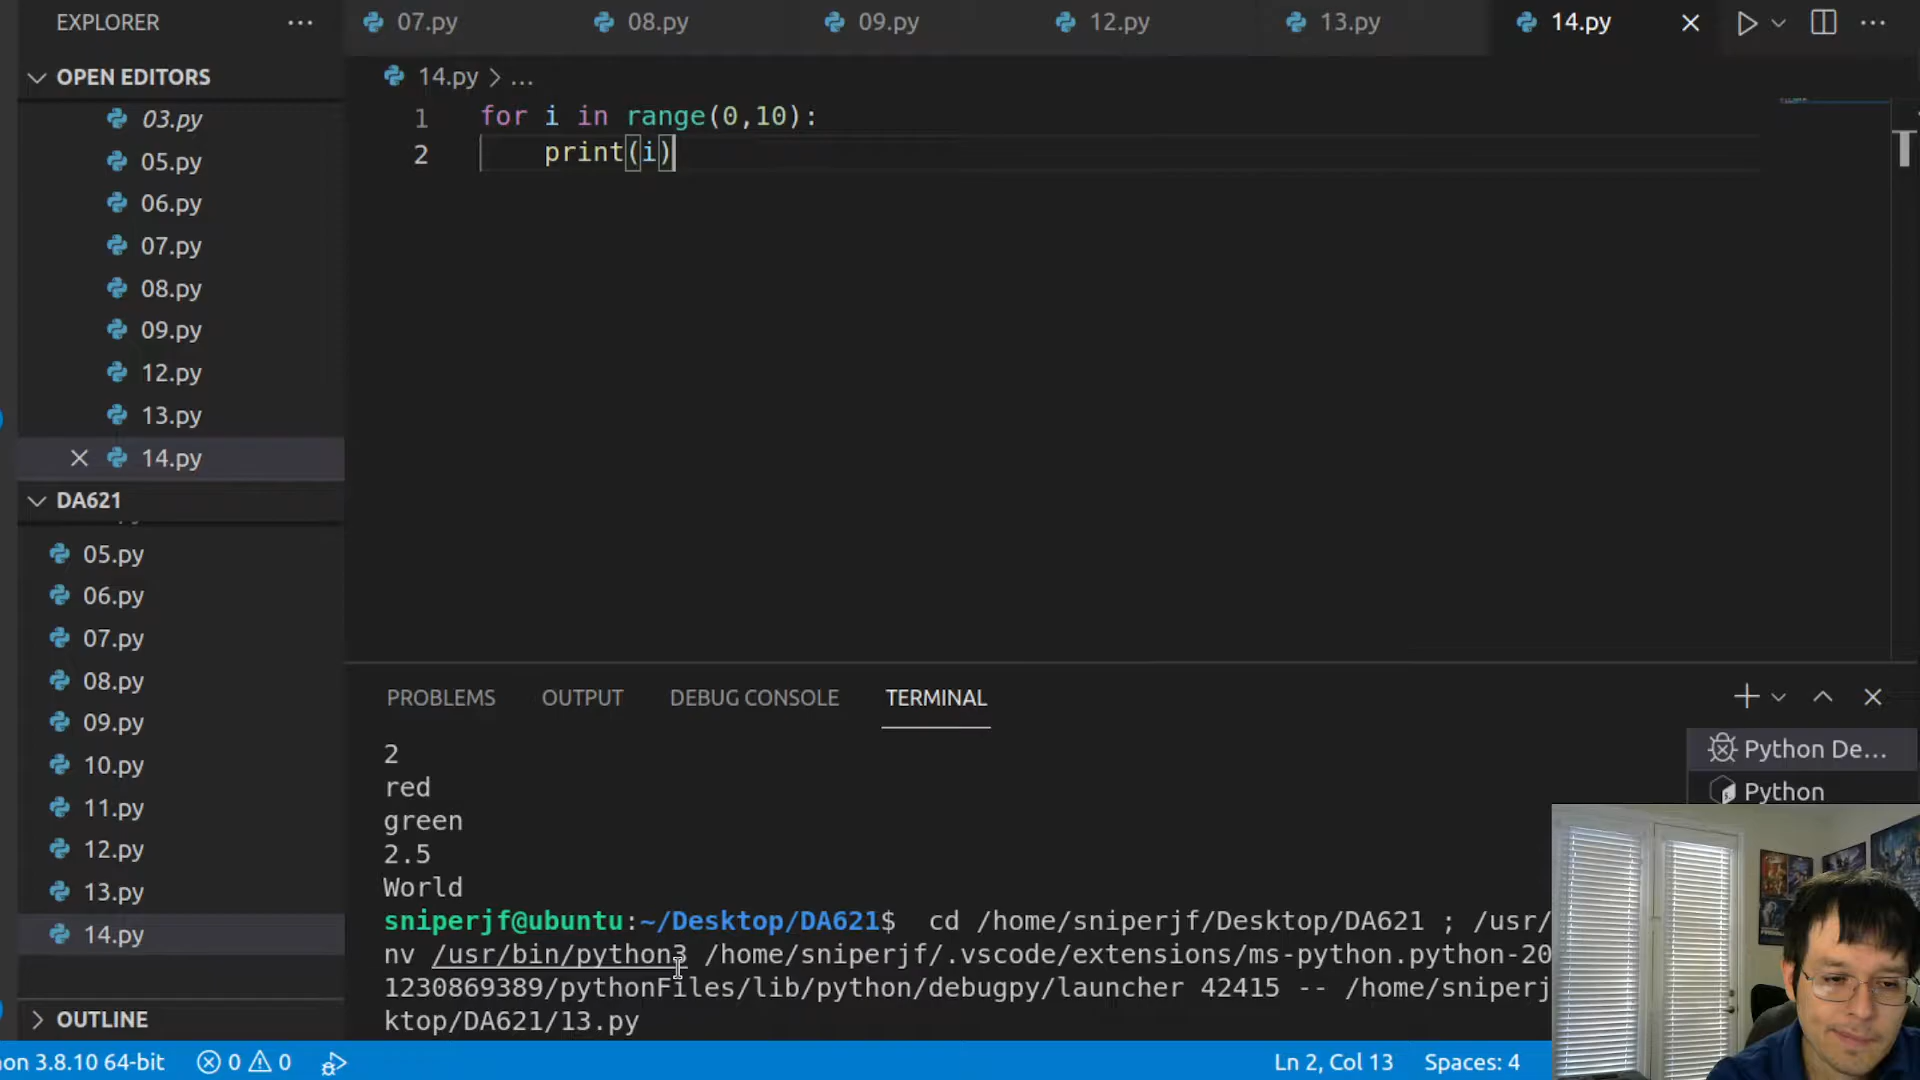 EXPLORER
OPEN EDITORS
03.py
05.py
06.py
07.py
08.py
09.py
12.py
13.py
14.py
DA621
05.py
06.py
07.py
08.py
09.py
10.py
11.py
12.py
13.py
14.py
OUTLINE
07.py 08.py 09.py 12.py 13.py 14.py
14.py > ...
1 for i in range(0,10):
2 print(i)
PROBLEMS OUTPUT DEBUG CONSOLE TERMINAL
2
red
green
2.5
World
sniperjf@ubuntu:~/Desktop/DA621$ cd /home/sniperjf/Desktop/DA621 ; /usr/
nv /usr/bin/python3 /home/sniperjf/.vscode/extensions/ms-python.python-20
1230869389/pythonFiles/lib/python/debugpy/launcher 42415 -- /home/sniperj
ktop/DA621/13.py
Python De...
Python
hon 3.8.10 64-bit 0 0 Ln 2, Col 13 Spaces: 4